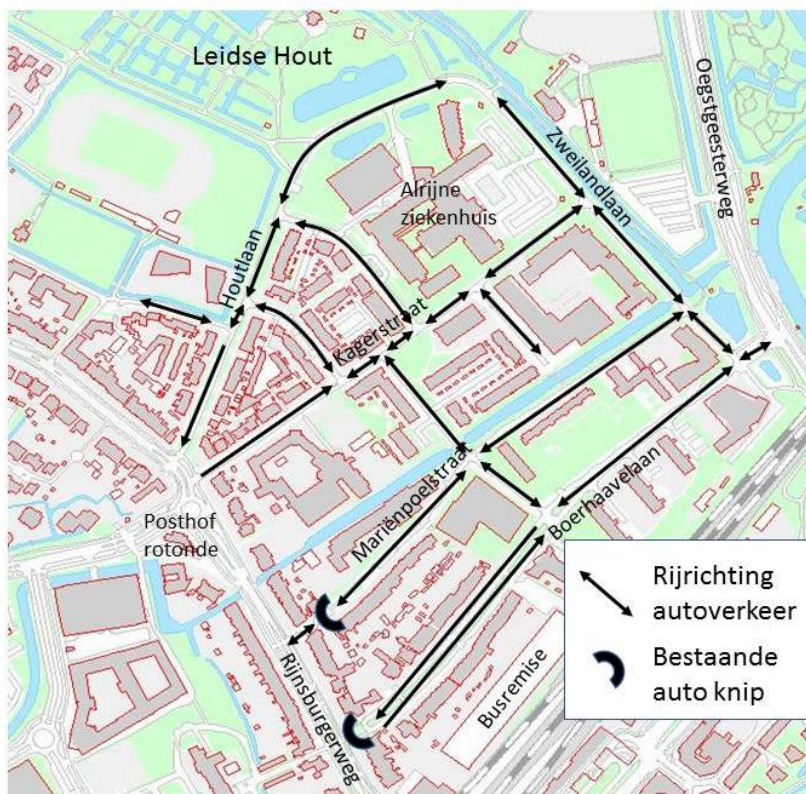 Leidse Hout
Oegstgeesterweg
Zweilandlaan
Alrijne
ziekenhuis
Houtlaan
Kagerstraat
Mariënpoelstraat
Boerhaavelaan
Posthof
rotonde
Rijnsburgerweg
Busremise
Rijrichting
autoverkeer
Bestaande
auto knip